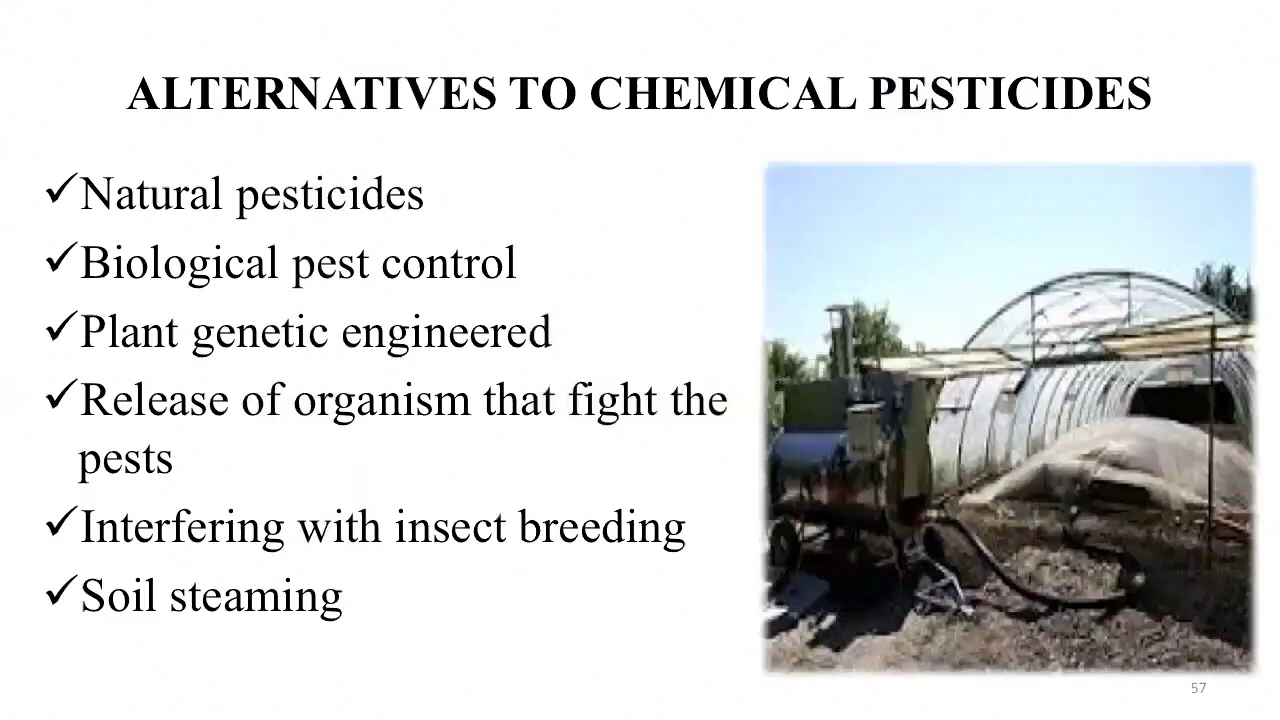 ALTERNATIVES TO CHEMICAL PESTICIDES
✓Natural pesticides
✓Biological pest control
✓Plant genetic engineered
✓Release of organism that fight the
pests
✓Interfering with insect breeding
✓Soil steaming
57